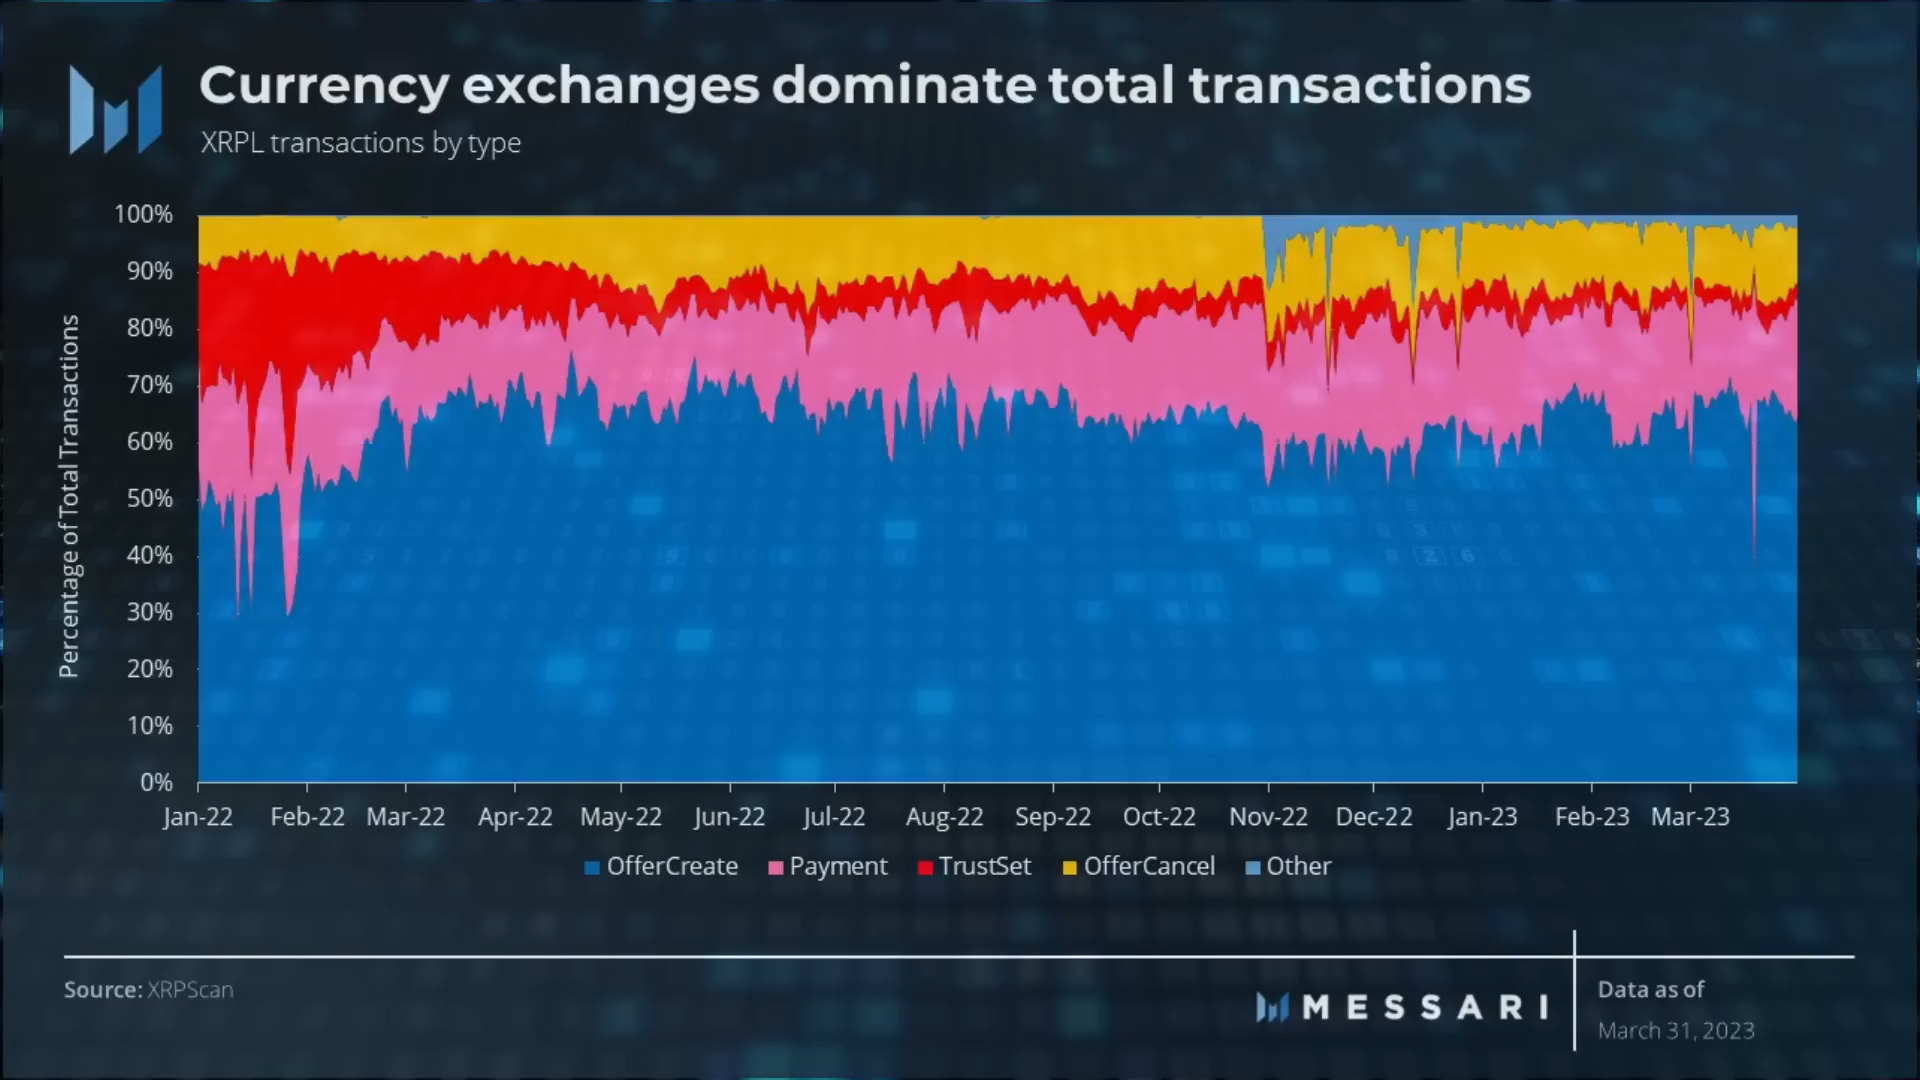 Currency exchanges dominate total transactions
XRPL transactions by type
Percentage of Total Transactions
100%
90%
80%
70%
60%
50%
40%
30%
20%
10%
0%
Jan-22 Feb-22 Mar-22 Apr-22 May-22 Jun-22 Jul-22 Aug-22 Sep-22 Oct-22 Nov-22 Dec-22 Jan-23 Feb-23 Mar-23
OfferCreate Payment TrustSet OfferCancel Other
Source: XRPScan
MESSARI
Data as of
March 31, 2023